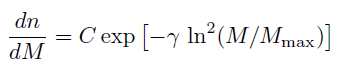 dn/dM = C exp [−γ ln²(M/M_max)]